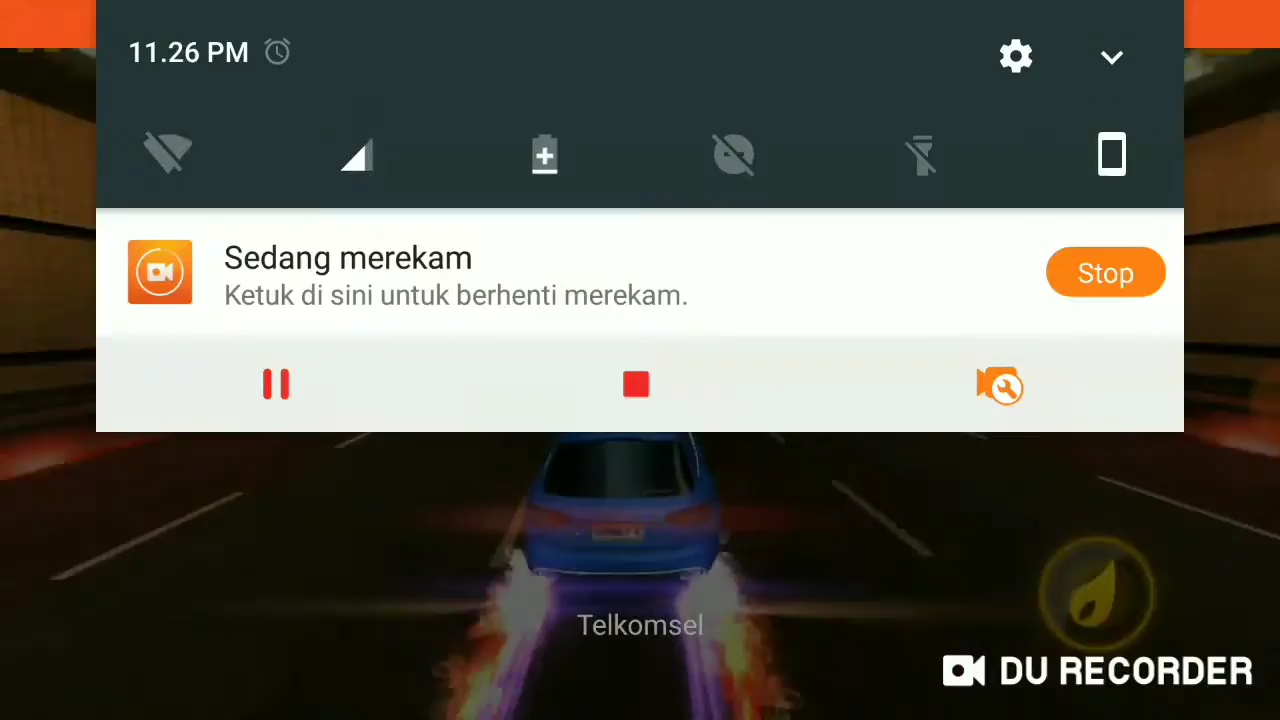 11.26 PM
Sedang merekam
Ketuk di sini untuk berhenti merekam.
Stop
Telkomsel
DU RECORDER